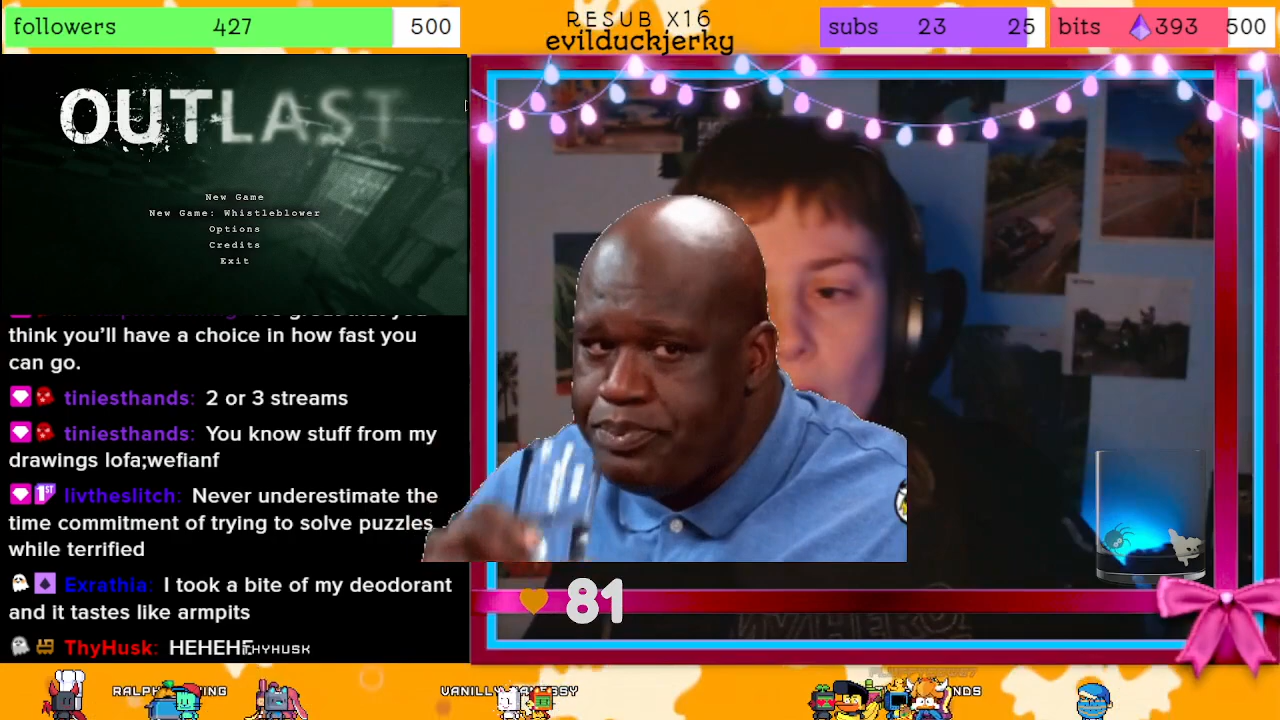 followers 427 500
RESUB X16
evilduckjerky
subs 23 25
bits 393 500
OUTLAST
New Game
New Game: Whistleblower
Options
Credits
Exit
think you'll have a choice in how fast you
can go.
tiniesthands: 2 or 3 streams
tiniesthands: You know stuff from my
drawings lofa;wefianf
1ST livtheslitch: Never underestimate the
time commitment of trying to solve puzzles
while terrified
Exrathia: I took a bite of my deodorant
and it tastes like armpits
ThyHusk: HEHEHE
THYHUSK
81